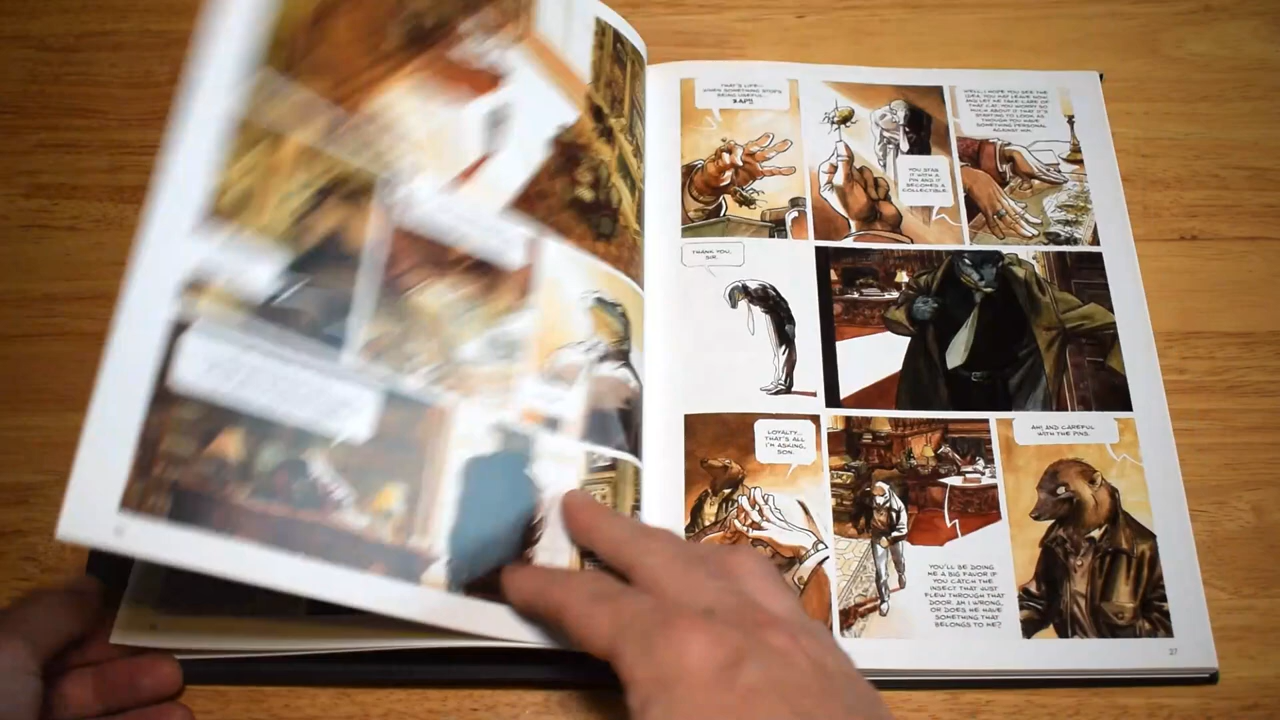 THAT'S LIFE...
WHEN SOMETHING STOPS
BEING USEFUL...
ZAP!!
YOU STAB
IT WITH A
PIN AND IT
BECOMES A
COLLECTIBLE.
WELL, I HOPE YOU SEE THE
IDEA. YOU MAY LEAVE NOW
AND LET ME TAKE CARE OF
THAT CAT. YOU WORRY SO
MUCH ABOUT IT THAT IT'S
STARTING TO LOOK AS
THOUGH YOU HAVE
SOMETHING PERSONAL
AGAINST HIM.
THANK YOU,
SIR.
LOYALTY...
THAT'S ALL
I'M ASKING,
SON.
YOU'LL BE DOING
ME A BIG FAVOR IF
YOU CATCH THE
INSECT THAT JUST
FLEW THROUGH THAT
DOOR. AM I WRONG,
OR DOES HE HAVE
SOMETHING THAT
BELONGS TO ME?
AH! AND CAREFUL
WITH THE PINS.
27